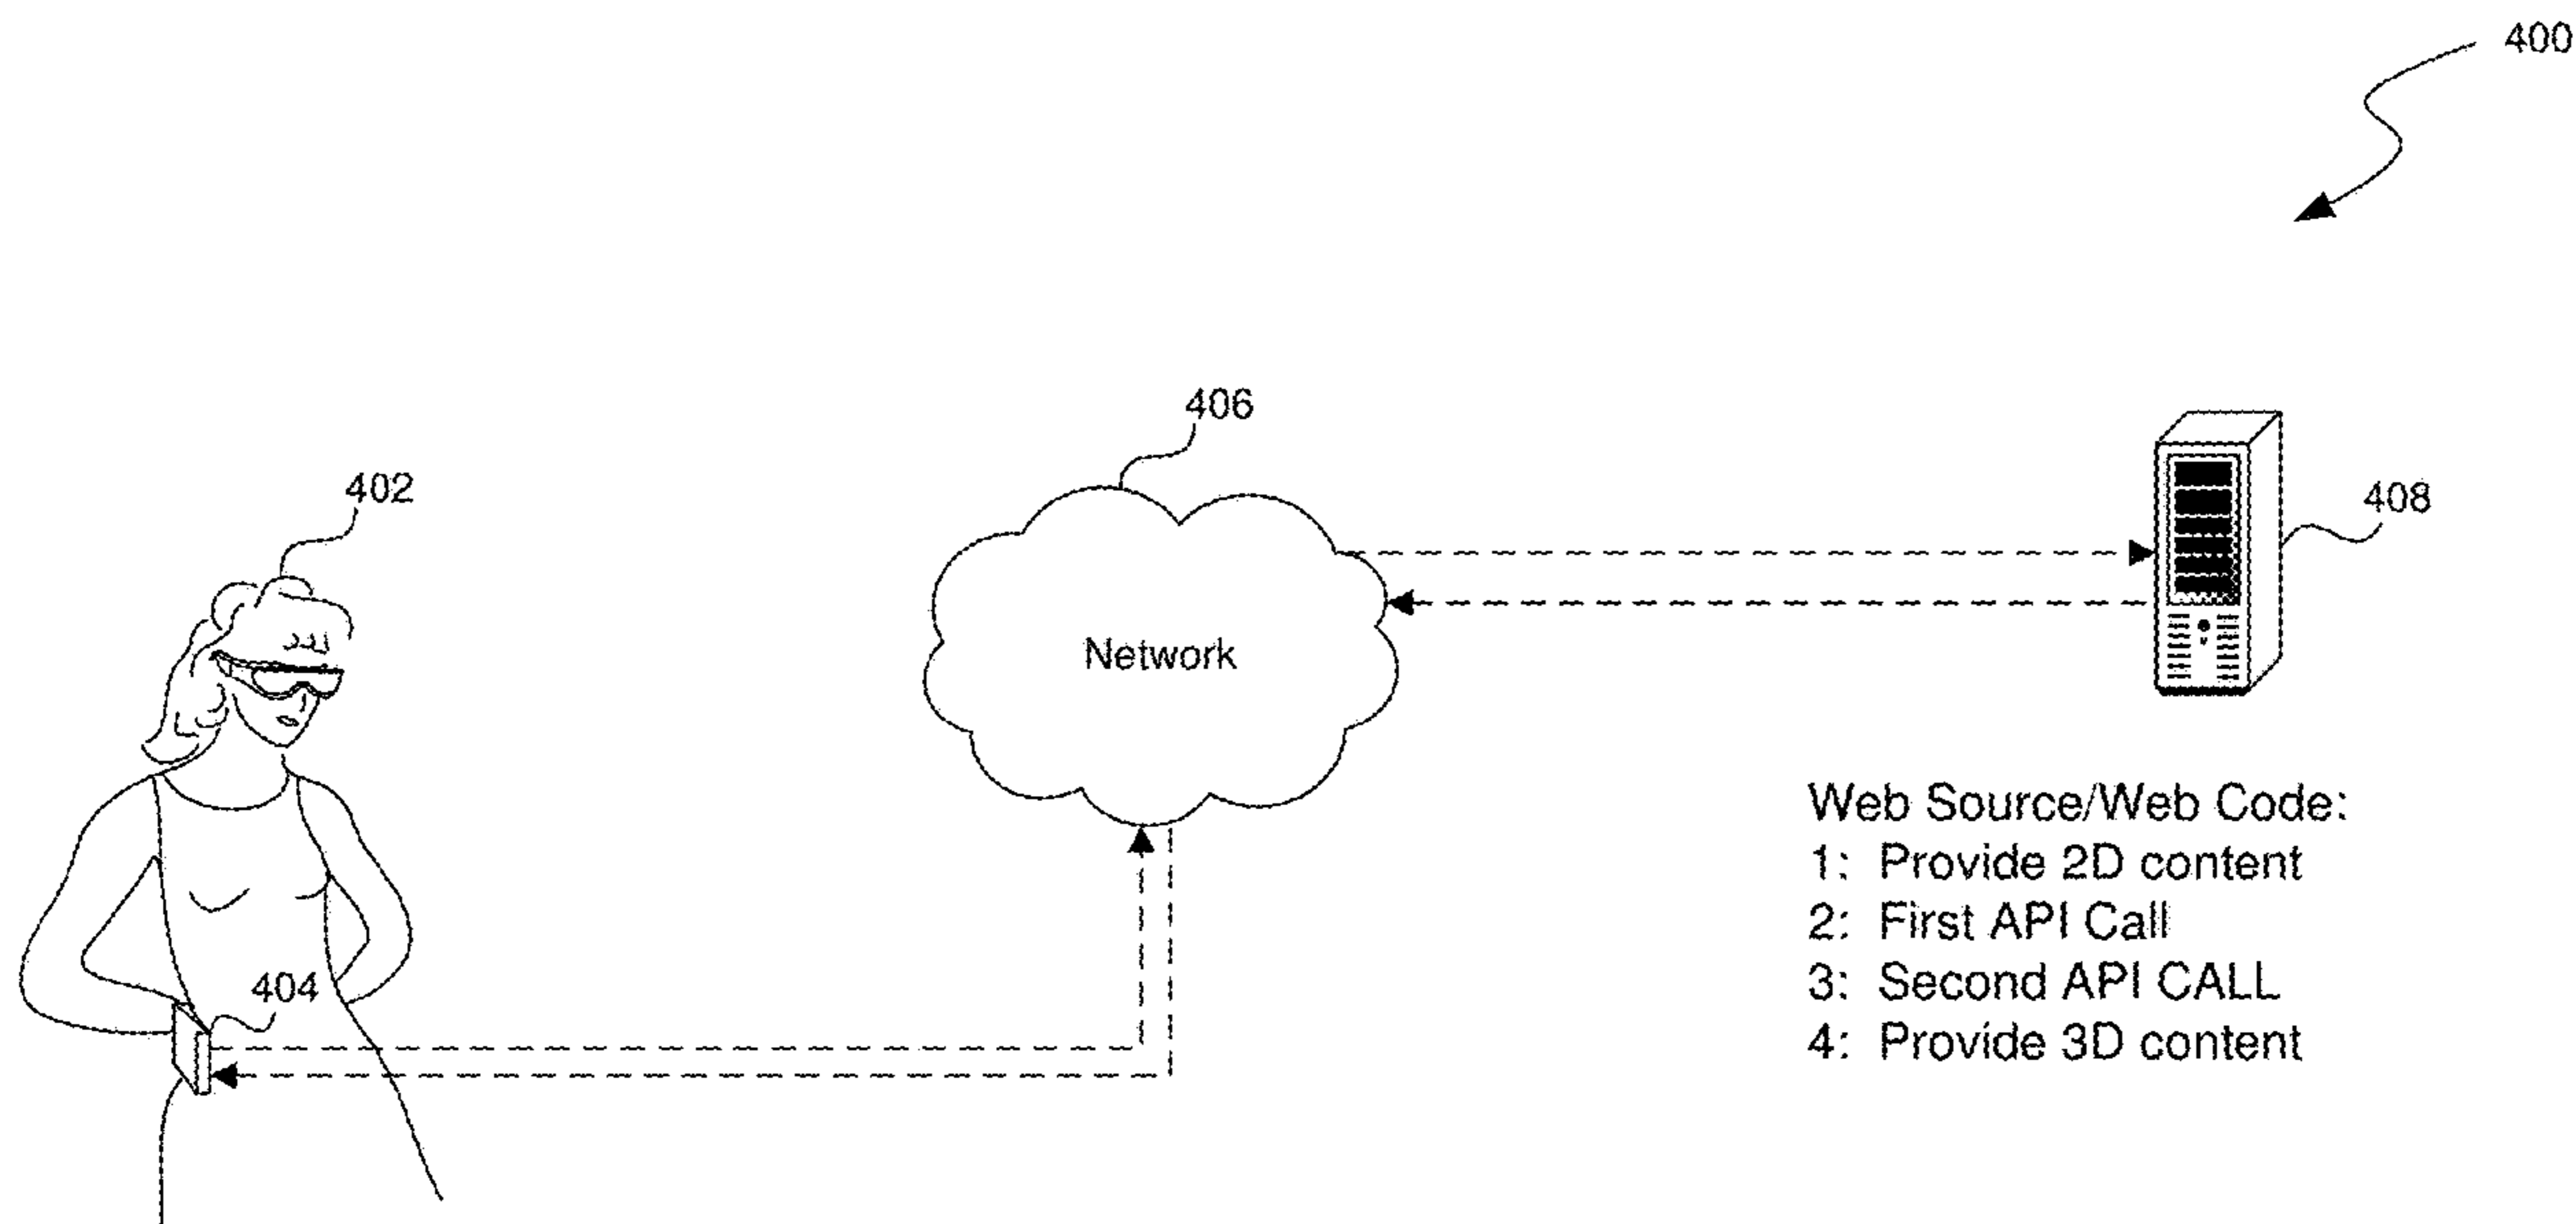 400
406
402
408
Network
Web Source/Web Code:
1: Provide 2D content
2: First API Call
3: Second API CALL
404
4: Provide 3D content